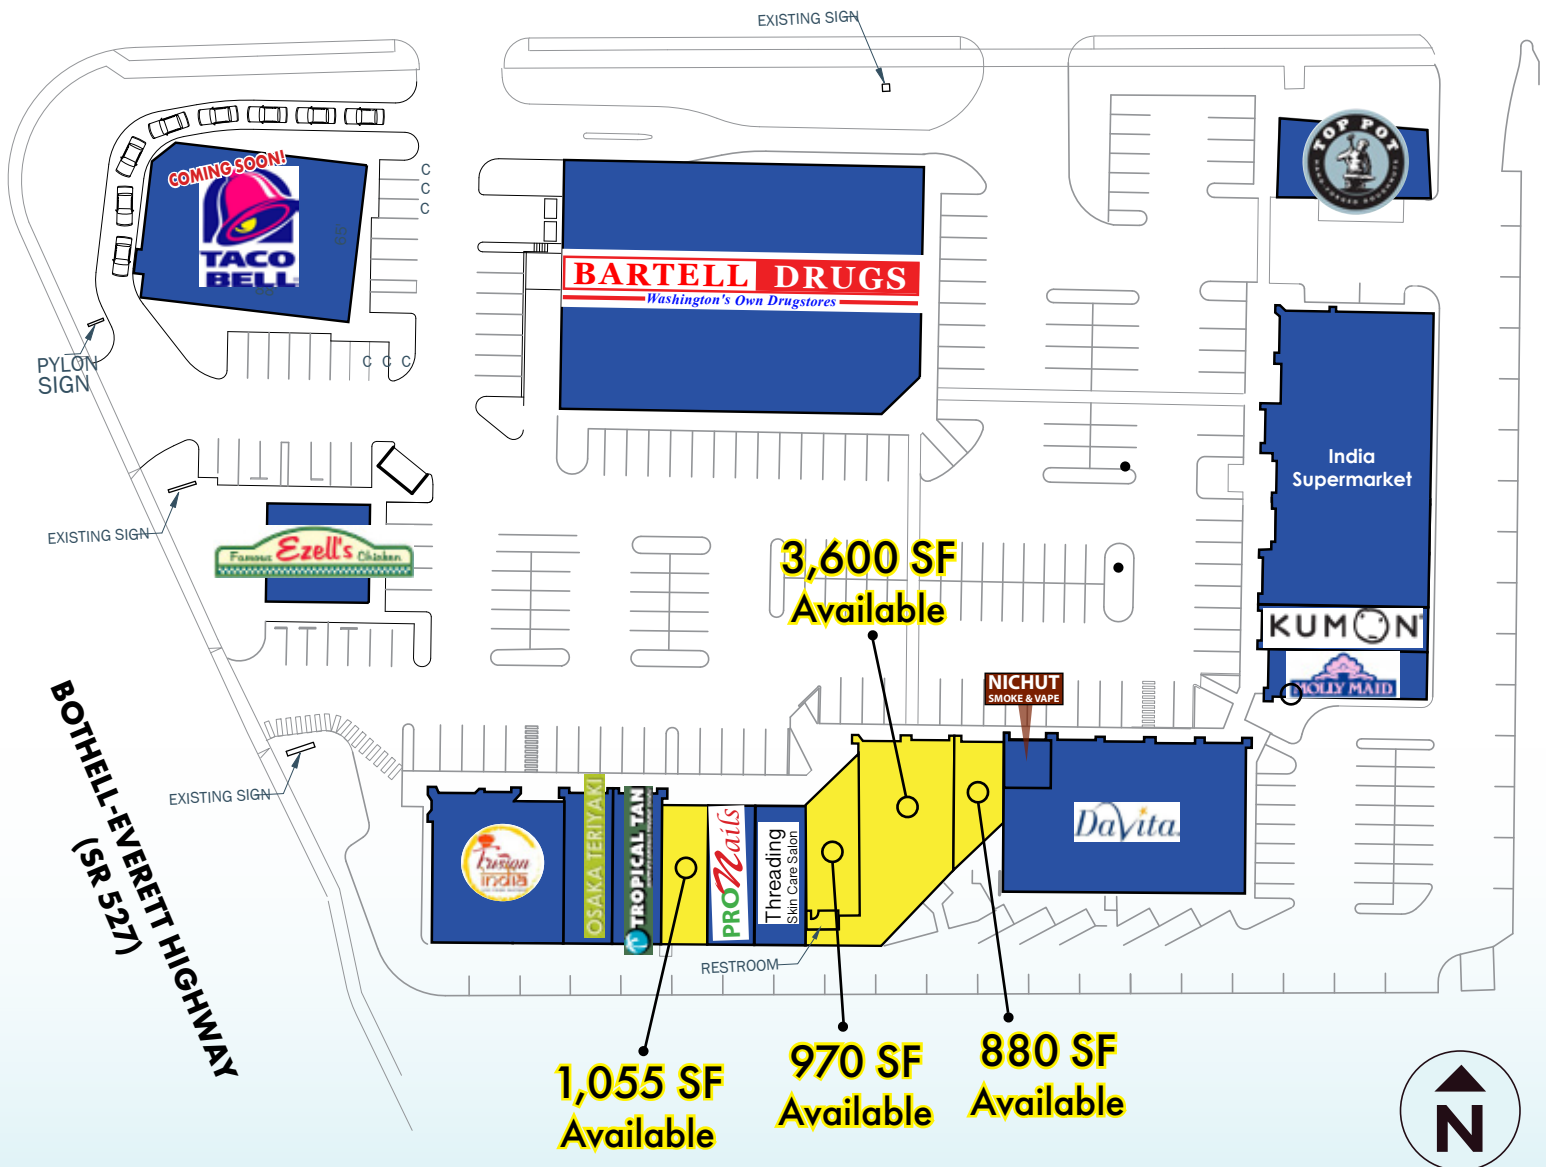 EXISTING SIGN
COMING SOON!
TACO
BELL
C
C
C
C C C
PYLON
SIGN
BARTELL DRUGS
Washington's Own Drugstores
TOP POT
HAND-FORGED DOUGHNUTS
India
Supermarket
KUMON
MOLLY MAID
EXISTING SIGN
Famous Ezell's Chicken
3,600 SF
Available
NICHUT
SMOKE & VAPE
BOTHELL-EVERETT HIGHWAY
(SR 527)
EXISTING SIGN
fusion
india
OSAKA TERIYAKI
TROPICAL TAN
PRO Nails
Threading
Skin Care Salon
DaVita.
RESTROOM
1,055 SF
Available
970 SF
Available
880 SF
Available
N